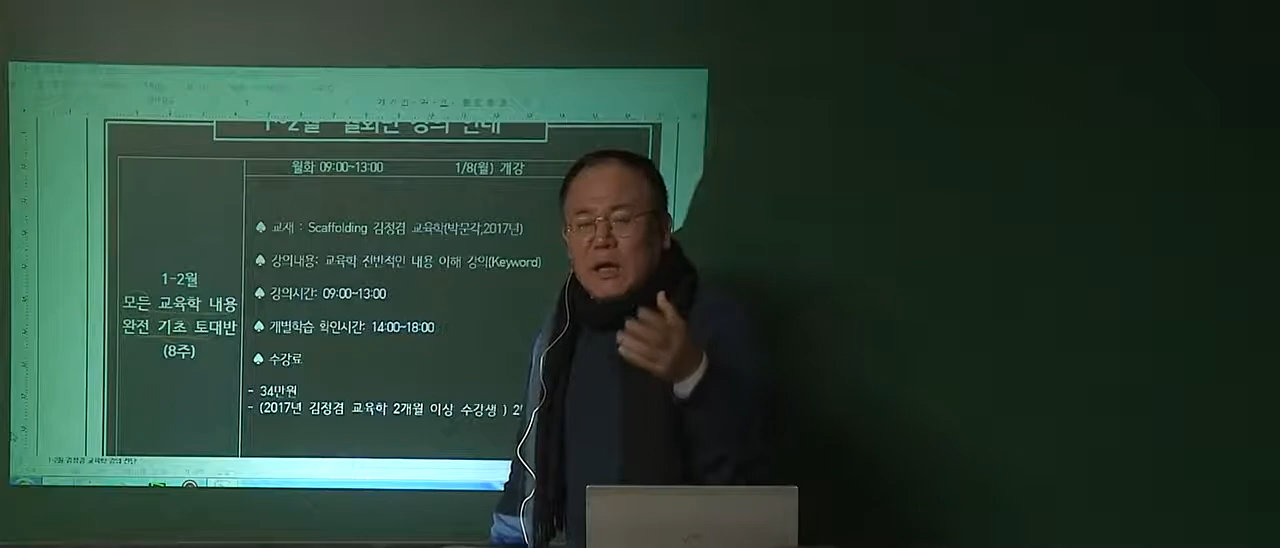 1-2월
월화 09:00~13:00 1/8(월) 개강
♠ 교재 : Scaffolding 김정겸 교육학(박문각,2017년)
♠ 강의내용: 교육학 전반적인 내용 이해 강의(Keyword)
♠ 강의시간: 09:00~13:00
♠ 개별학습 확인시간: 14:00~18:00
♠ 수강료
- 34만원
- (2017년 김정겸 교육학 2개월 이상 수강생 )
1-2월
모든 교육학 내용
완전 기초 토대반
(8주)